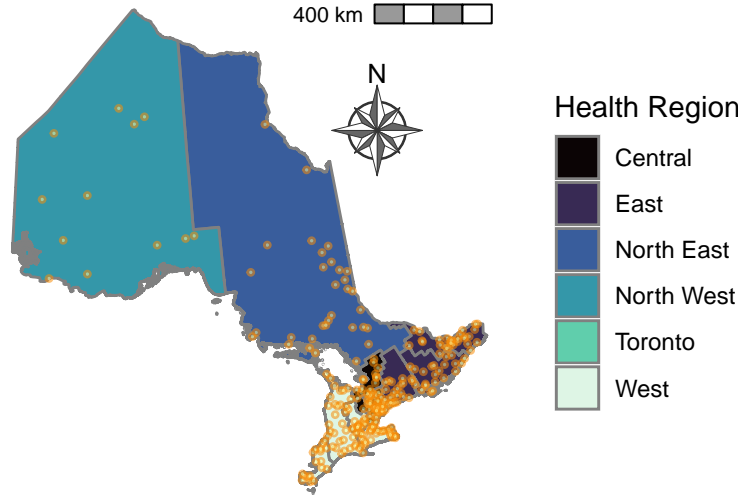 400 km
N
Health Region
Central
East
North East
North West
Toronto
West